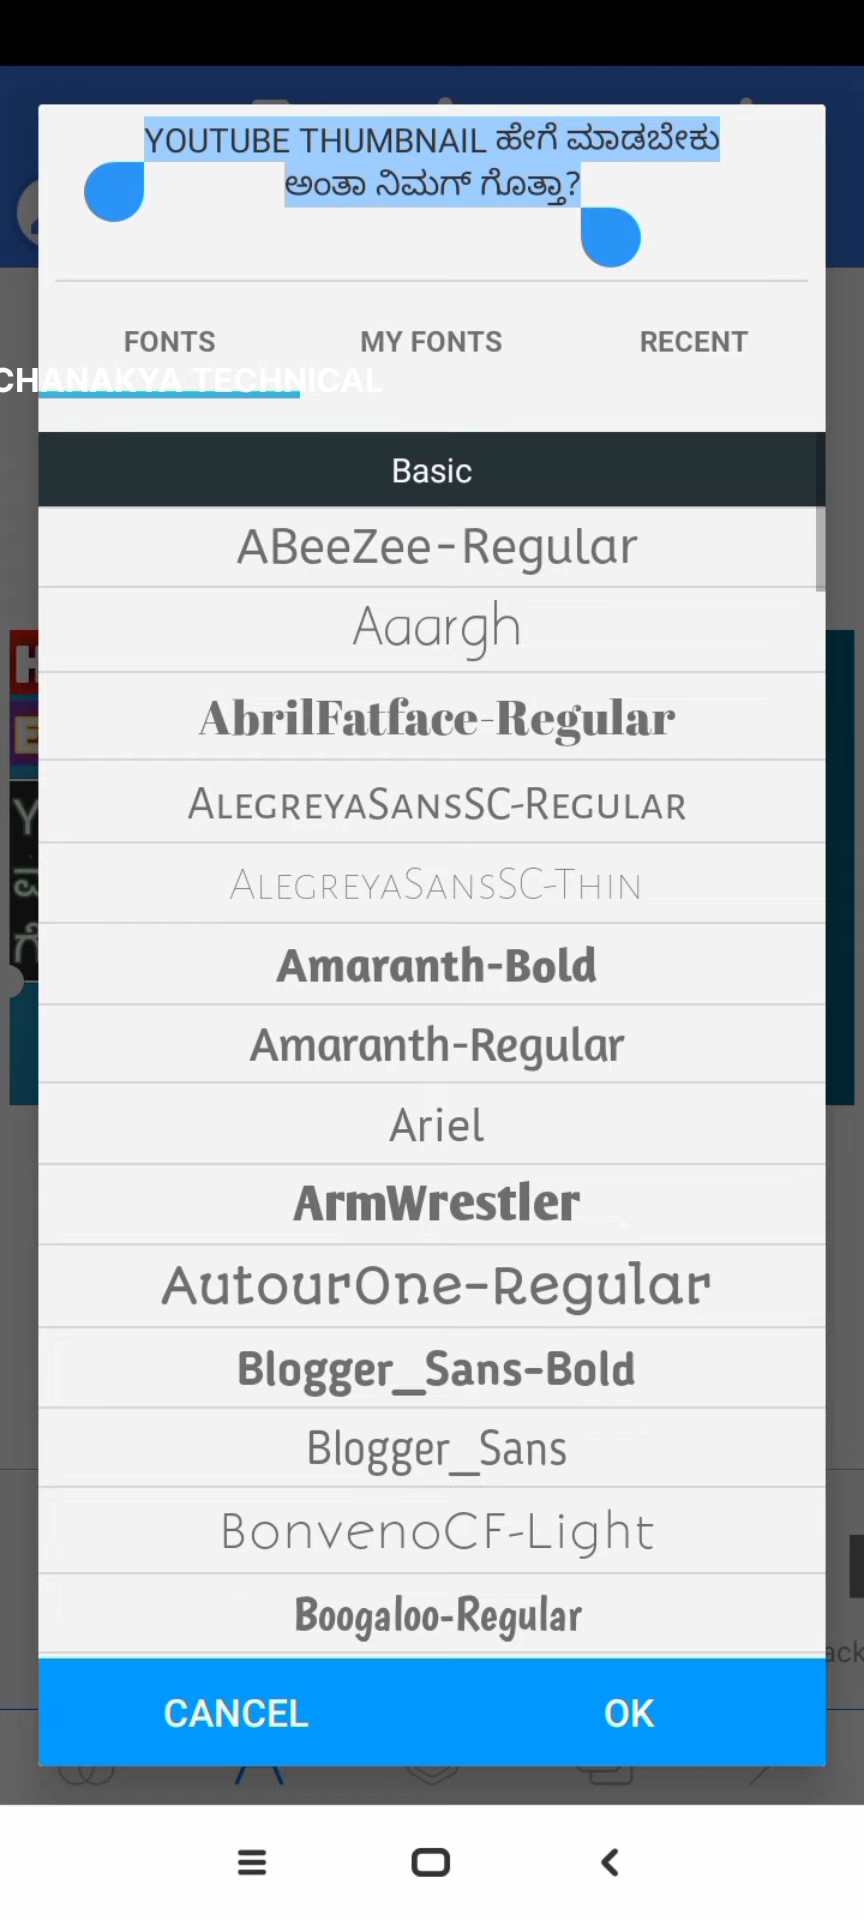 YOUTUBE THUMBNAIL ಹೇಗೆ ಮಾಡಬೇಕು
ಅಂತಾ ನಿಮಗ್ ಗೊತ್ತಾ?
FONTS
MY FONTS
RECENT
CHANAKYA TECHNICAL
Basic
ABeeZee-Regular
Aaargh
AbrilFatface-Regular
AlegreyaSansSC-Regular
AlegreyaSansSC-Thin
Amaranth-Bold
Amaranth-Regular
Ariel
ArmWrestler
AutourOne-Regular
Blogger_Sans-Bold
Blogger_Sans
BonvenoCF-Light
Boogaloo-Regular
CANCEL
OK